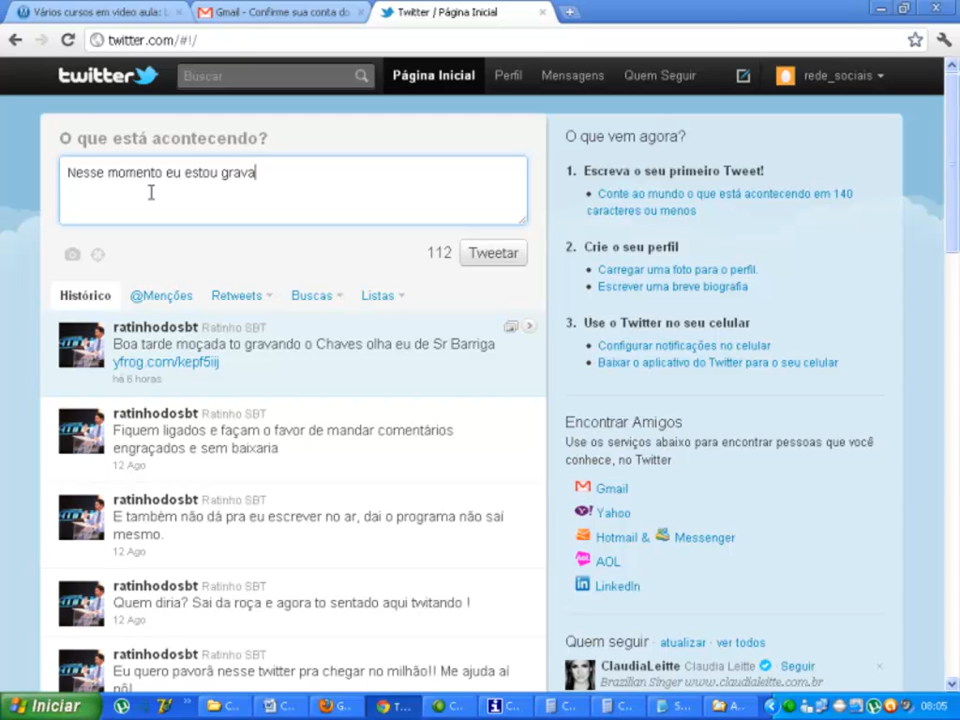 Vários cursos em video aula: L
Gmail - Confirme sua conta do
Twitter / Página Inicial
twitter.com/#!/
twitter
Buscar
Página Inicial
Perfil
Mensagens
Quem Seguir
rede_sociais
O que está acontecendo?
Nesse momento eu estou grava
112
Tweetar
Histórico
@Menções
Retweets
Buscas
Listas
ratinhodosbt Ratinho SBT
Boa tarde moçada to gravando o Chaves olha eu de Sr Barriga
yfrog.com/kepf5iij
há 6 horas
ratinhodosbt Ratinho SBT
Fiquem ligados e façam o favor de mandar comentários
engraçados e sem baixaria
12 Ago
ratinhodosbt Ratinho SBT
E também não dá pra eu escrever no ar, dai o programa não sai
mesmo.
12 Ago
ratinhodosbt Ratinho SBT
Quem diria? Sai da roça e agora to sentado aqui twitando !
12 Ago
ratinhodosbt Ratinho SBT
Eu quero pavorâ nesse twitter pra chegar no milhão!! Me ajuda aí
nô!
O que vem agora?
1. Escreva o seu primeiro Tweet!
Conte ao mundo o que está acontecendo em 140
caracteres ou menos
2. Crie o seu perfil
Carregar uma foto para o perfil.
Escrever uma breve biografia
3. Use o Twitter no seu celular
Configurar notificações no celular
Baixar o aplicativo do Twitter para o seu celular
Encontrar Amigos
Use os serviços abaixo para encontrar pessoas que você
conhece, no Twitter
Gmail
Yahoo
Hotmail & Messenger
AOL
LinkedIn
Quem seguir · atualizar · ver todos
ClaudiaLeitte Claudia Leitte Seguir
Brazilian Singer www.claudialeitte.com.br
Iniciar
C...
C...
G...
T...
C...
C...
C...
C...
S...
A...
08:05